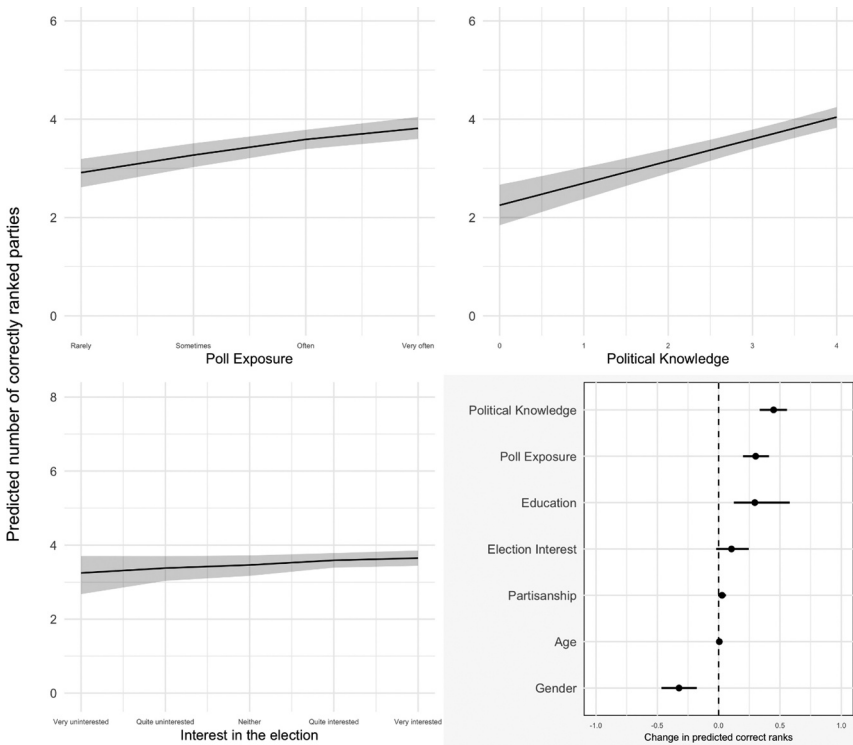 Predicted number of correctly ranked parties
6
4
2
0
Rarely Sometimes Often Very often
Poll Exposure
6
4
2
0
0 1 2 3 4
Political Knowledge
8
6
4
2
0
Very uninterested Quite uninterested Neither Quite interested Very interested
Interest in the election
Political Knowledge
Poll Exposure
Education
Election Interest
Partisanship
Age
Gender
-1.0 -0.5 0.0 0.5 1.0
Change in predicted correct ranks